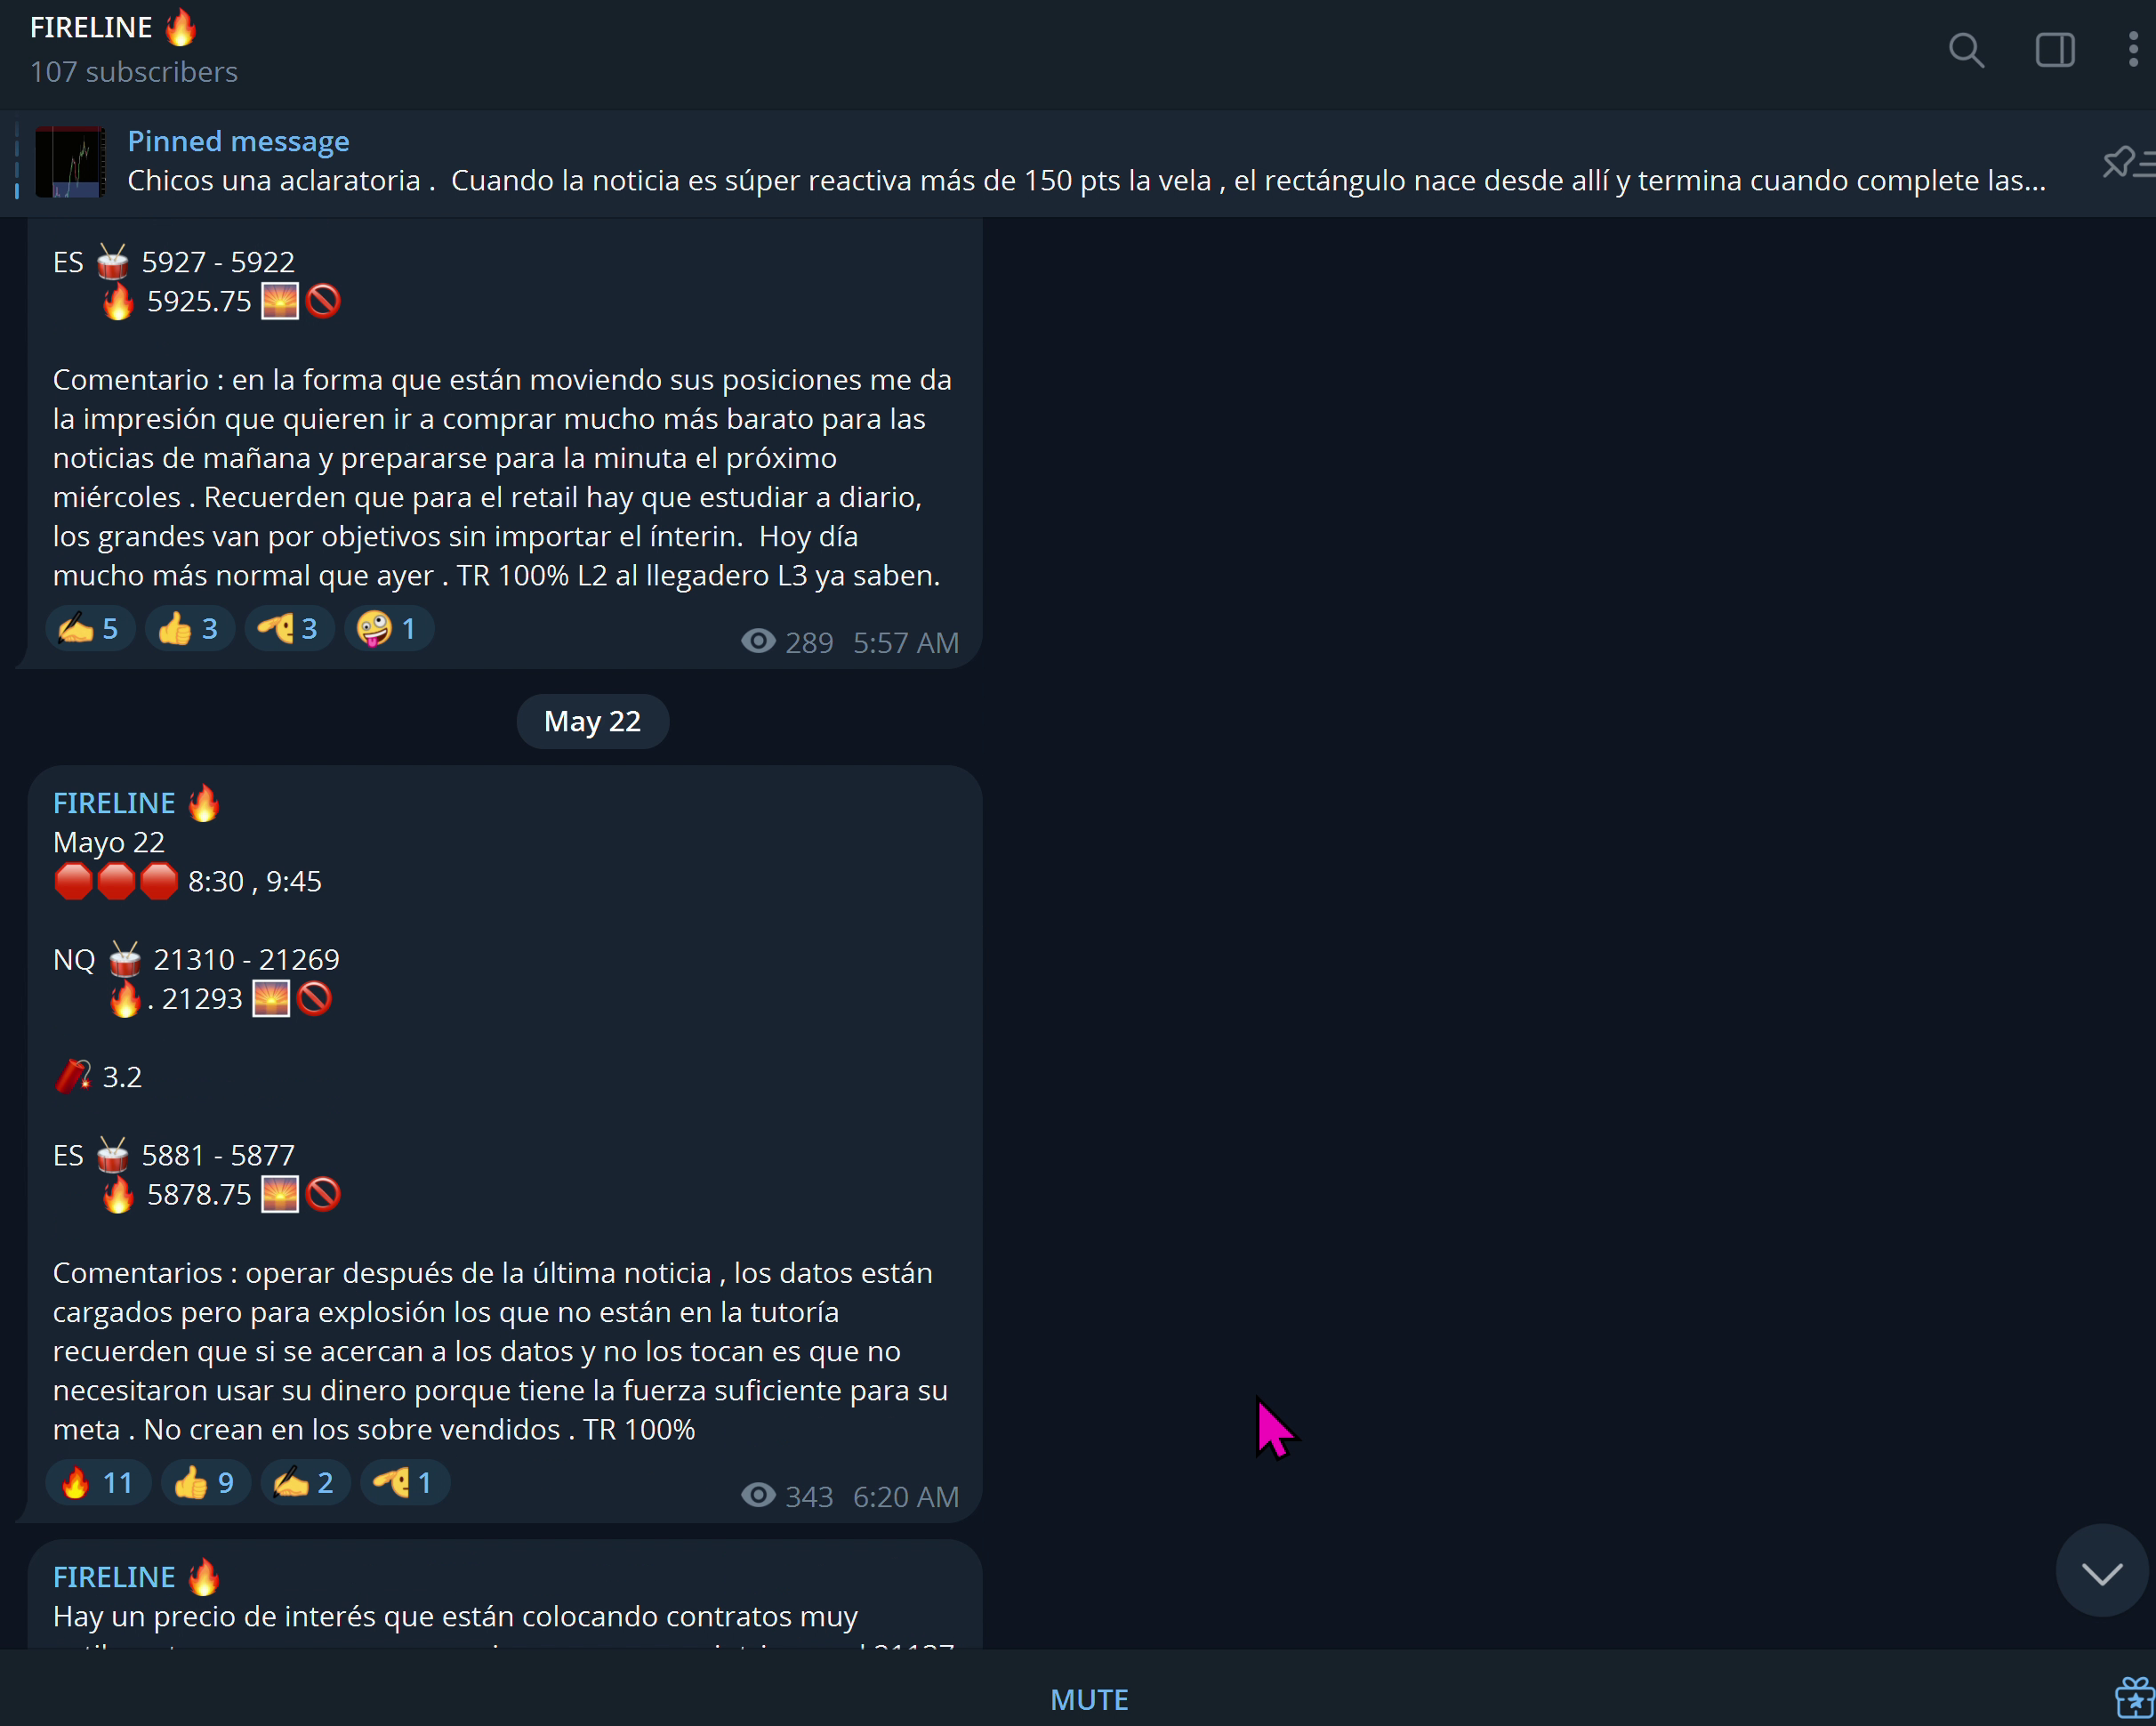 FIRELINE 🔥
107 subscribers
Pinned message
Chicos una aclaratoria .  Cuando la noticia es súper reactiva más de 150 pts la vela , el rectángulo nace desde allí y termina cuando complete las...
ES 🥁 5927 - 5922
🔥 5925.75 🌅🚫
Comentario : en la forma que están moviendo sus posiciones me da
la impresión que quieren ir a comprar mucho más barato para las
noticias de mañana y prepararse para la minuta el próximo
miércoles . Recuerden que para el retail hay que estudiar a diario,
los grandes van por objetivos sin importar el ínterin.  Hoy día
mucho más normal que ayer . TR 100% L2 al llegadero L3 ya saben.
✍️ 5 👍 3 🫡 3 🤪 1
289 5:57 AM
May 22
FIRELINE 🔥
Mayo 22
🛑🛑🛑 8:30 , 9:45
NQ 🥁 21310 - 21269
🔥. 21293 🌅🚫
🧨 3.2
ES 🥁 5881 - 5877
🔥 5878.75 🌅🚫
Comentarios : operar después de la última noticia , los datos están
cargados pero para explosión los que no están en la tutoría
recuerden que si se acercan a los datos y no los tocan es que no
necesitaron usar su dinero porque tiene la fuerza suficiente para su
meta . No crean en los sobre vendidos . TR 100%
🔥 11 👍 9 ✍️ 2 🫡 1
343 6:20 AM
FIRELINE 🔥
Hay un precio de interés que están colocando contratos muy
MUTE